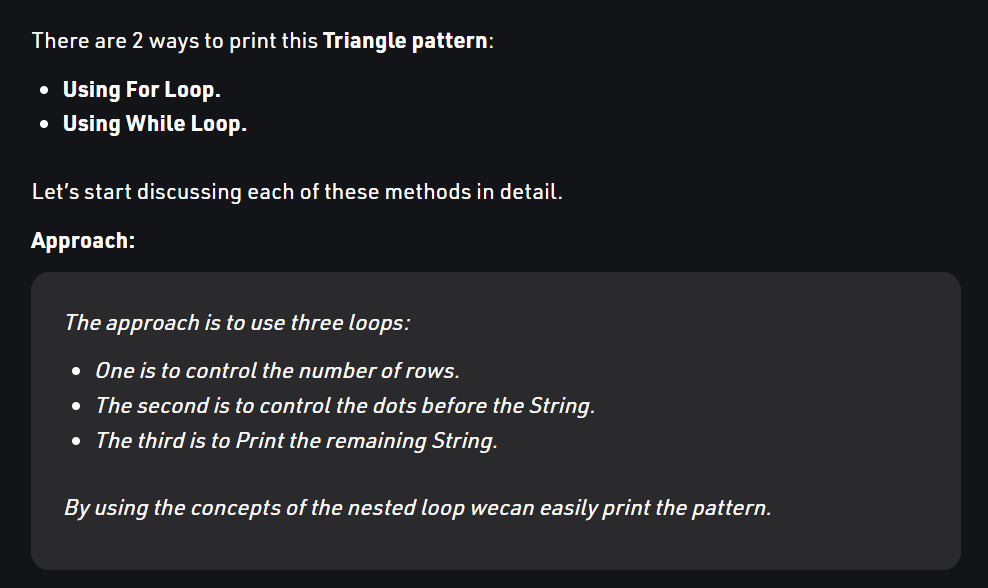 There are 2 ways to print this Triangle pattern:
• Using For Loop.
• Using While Loop.
Let's start discussing each of these methods in detail.
Approach:
The approach is to use three loops:
• One is to control the number of rows.
• The second is to control the dots before the String.
• The third is to Print the remaining String.
By using the concepts of the nested loop wecan easily print the pattern.